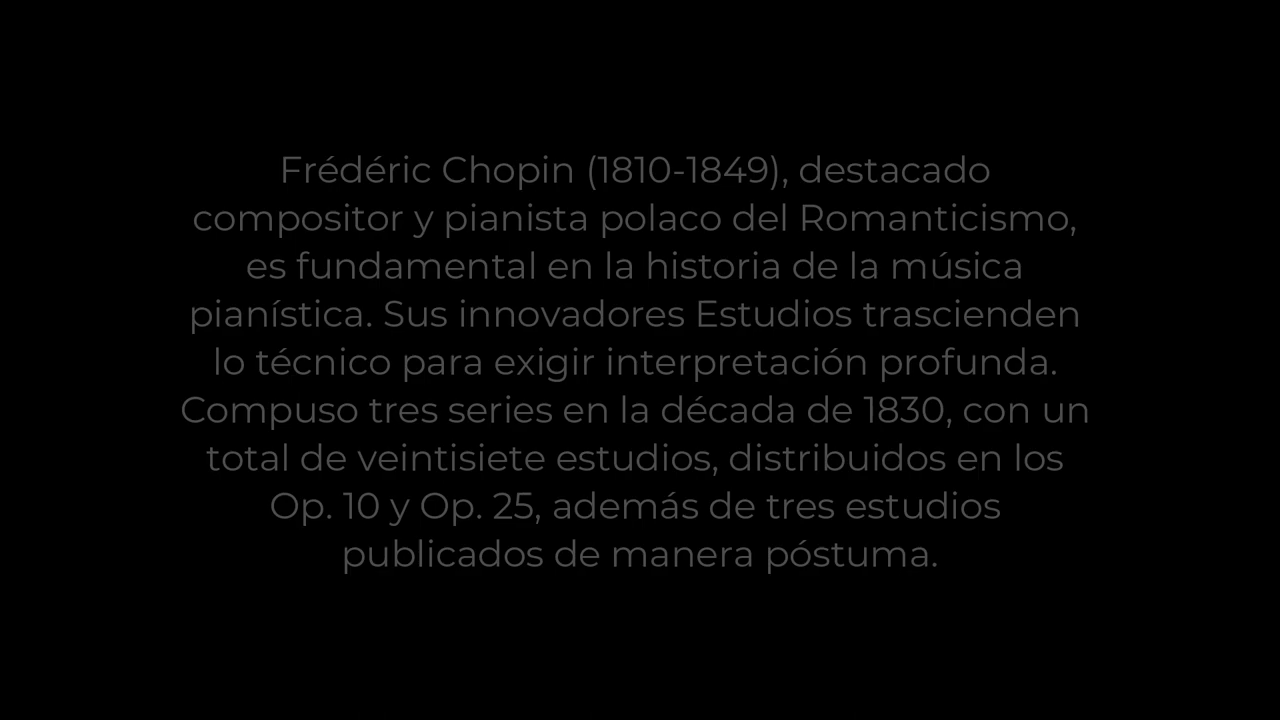 Frédéric Chopin (1810-1849), destacado
compositor y pianista polaco del Romanticismo,
es fundamental en la historia de la música
pianística. Sus innovadores Estudios trascienden
lo técnico para exigir interpretación profunda.
Compuso tres series en la década de 1830, con un
total de veintisiete estudios, distribuidos en los
Op. 10 y Op. 25, además de tres estudios
publicados de manera póstuma.